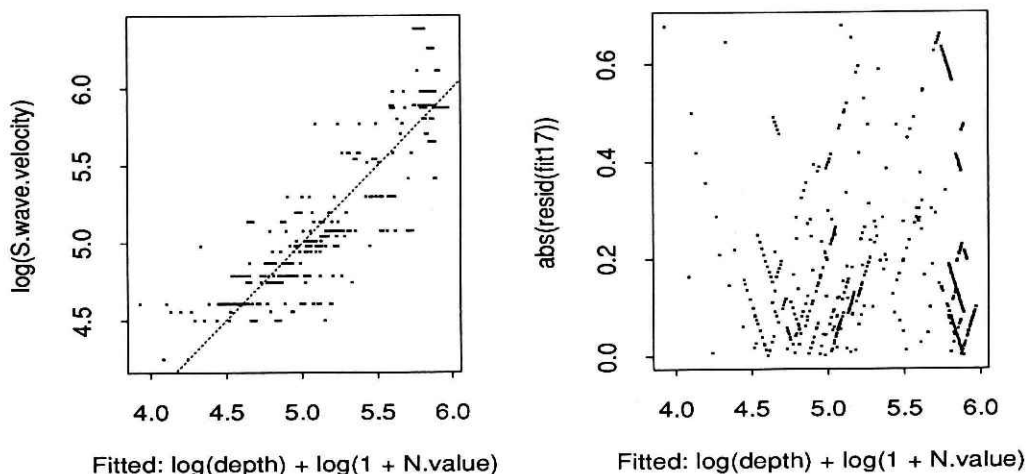 log(S.wave.velocity)
6.0
5.5
5.0
4.5
4.0 4.5 5.0 5.5 6.0
Fitted: log(depth) + log(1 + N.value)
abs(resid(fit17))
0.6
0.4
0.2
0.0
4.0 4.5 5.0 5.5 6.0
Fitted: log(depth) + log(1 + N.value)